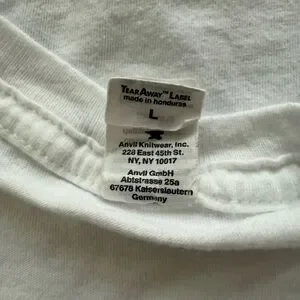 TEARAWAY™ LABEL
made in honduras
L
Anvil Knitwear, Inc.
228 East 45th St.
NY, NY 10017
Anvil GmbH
Abtstrasse 25a
67678 Kaiserslautern
Germany